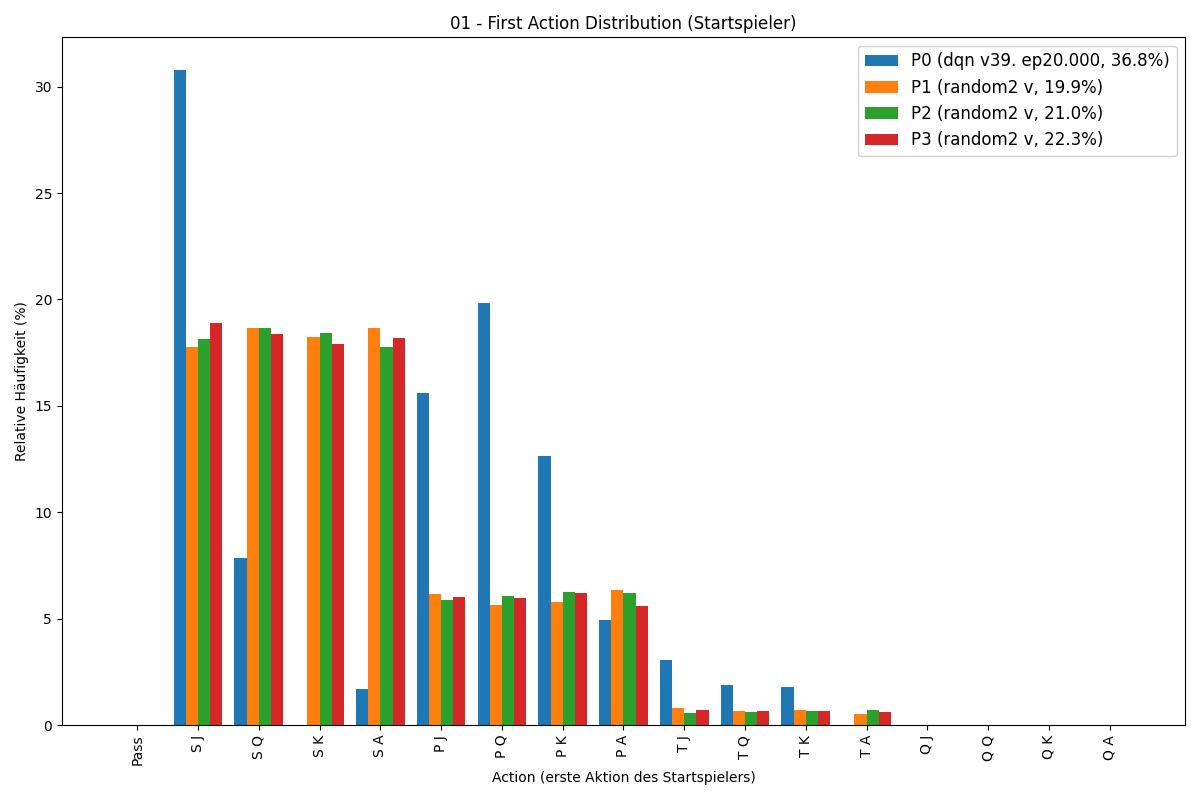 01 - First Action Distribution (Startspieler)
P0 (dqn v39. ep20.000, 36.8%)
P1 (random2 v, 19.9%)
P2 (random2 v, 21.0%)
P3 (random2 v, 22.3%)
Relative Häufigkeit (%)
30
25
20
15
10
5
0
Pass
S J
S Q
S K
S A
P J
P Q
P K
P A
T J
T Q
T K
T A
Q J
Q Q
Q K
Q A
Action (erste Aktion des Startspielers)